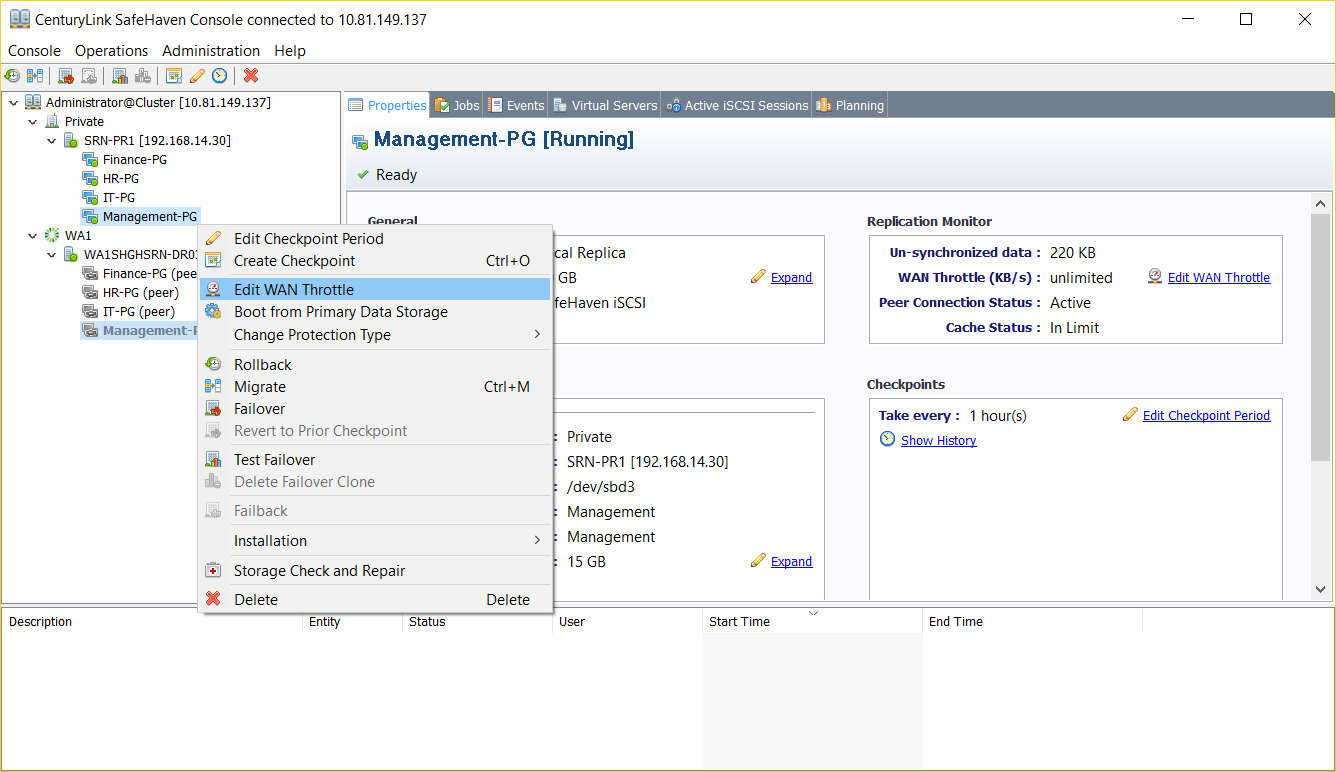 CenturyLink SafeHaven Console connected to 10.81.149.137
Console Operations Administration Help
Administrator@Cluster [10.81.149.137]
Private
SRN-PR1 [192.168.14.30]
Finance-PG
HR-PG
IT-PG
Management-PG
WA1
WA1SHGHSRN-DR0
Finance-PG (pee
HR-PG (peer)
IT-PG (peer)
Management-P
Properties Jobs Events Virtual Servers Active iSCSI Sessions Planning
Management-PG [Running]
Ready
General
cal Replica
GB
Expand
feHaven iSCSI
Replication Monitor
Un-synchronized data : 220 KB
WAN Throttle (KB/s) : unlimited Edit WAN Throttle
Peer Connection Status : Active
Cache Status : In Limit
: Private
: SRN-PR1 [192.168.14.30]
: /dev/sbd3
: Management
: Management
: 15 GB Expand
Checkpoints
Take every : 1 hour(s) Edit Checkpoint Period
Show History
Edit Checkpoint Period
Create Checkpoint Ctrl+O
Edit WAN Throttle
Boot from Primary Data Storage
Change Protection Type
Rollback
Migrate Ctrl+M
Failover
Revert to Prior Checkpoint
Test Failover
Delete Failover Clone
Failback
Installation
Storage Check and Repair
Delete Delete
Description Entity Status User Start Time End Time